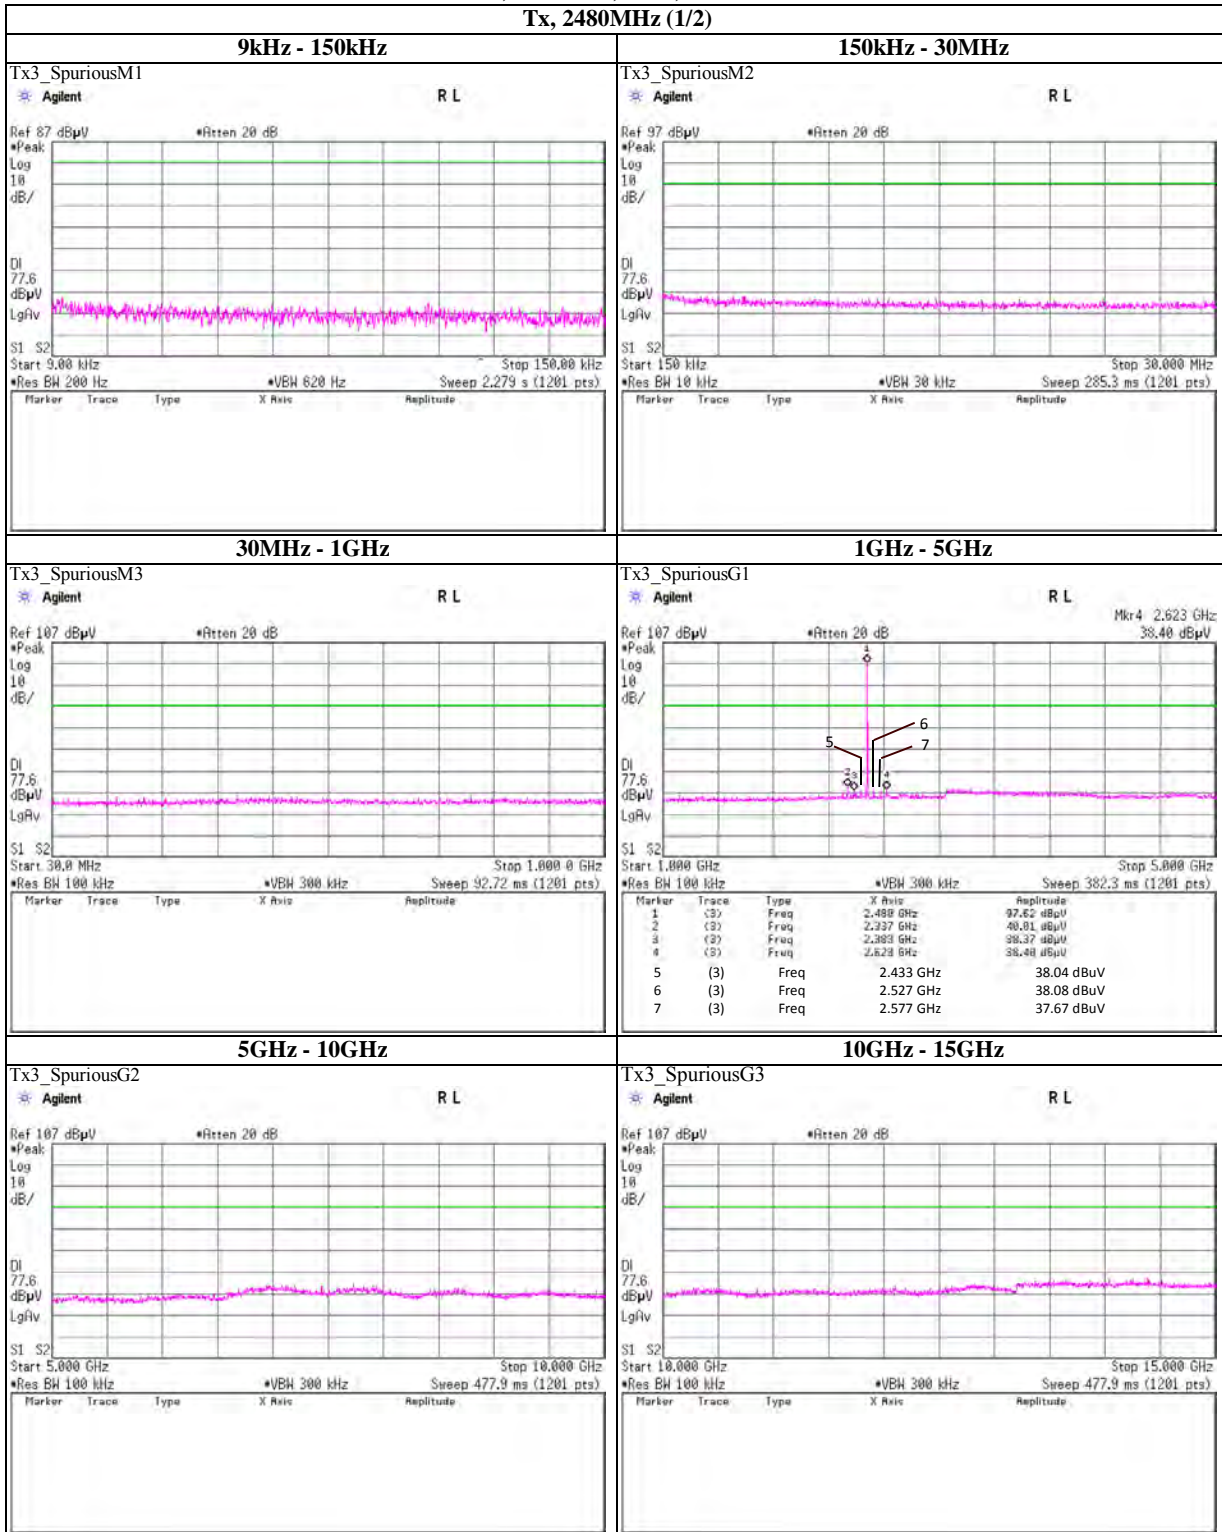 Tx, 2480MHz (1/2)
9kHz - 150kHz
Tx3_SpuriousM1
Agilent
R L
Ref 87 dBµV
*Atten 20 dB
*Peak
Log
10
dB/
DI
77.6
dBµV
LgAv
S1 S2
Start 9.00 kHz
Stop 150.00 kHz
*Res BW 200 Hz
*VBW 620 Hz
Sweep 2.279 s (1201 pts)
Marker Trace Type X Axis Amplitude
150kHz - 30MHz
Tx3_SpuriousM2
Agilent
R L
Ref 97 dBµV
*Atten 20 dB
*Peak
Log
10
dB/
DI
77.6
dBµV
LgAv
S1 S2
Start 150 kHz
Stop 30.000 MHz
*Res BW 10 kHz
*VBW 30 kHz
Sweep 285.3 ms (1201 pts)
Marker Trace Type X Axis Amplitude
30MHz - 1GHz
Tx3_SpuriousM3
Agilent
R L
Ref 107 dBµV
*Atten 20 dB
*Peak
Log
10
dB/
DI
77.6
dBµV
LgAv
S1 S2
Start 30.0 MHz
Stop 1.000 0 GHz
*Res BW 100 kHz
*VBW 300 kHz
Sweep 92.72 ms (1201 pts)
Marker Trace Type X Axis Amplitude
1GHz - 5GHz
Tx3_SpuriousG1
Agilent
R L
Mkr4 2.623 GHz
Ref 107 dBµV
*Atten 20 dB
38.40 dBµV
*Peak
Log
10
dB/
1
6
5
7
2
3
4
DI
77.6
dBµV
LgAv
S1 S2
Start 1.000 GHz
Stop 5.000 GHz
*Res BW 100 kHz
*VBW 300 kHz
Sweep 382.3 ms (1201 pts)
Marker Trace Type X Axis Amplitude
1 (3) Freq 2.480 GHz 97.62 dBµV
2 (3) Freq 2.337 GHz 40.01 dBµV
3 (3) Freq 2.383 GHz 38.37 dBµV
4 (3) Freq 2.623 GHz 38.40 dBµV
5 (3) Freq 2.433 GHz 38.04 dBuV
6 (3) Freq 2.527 GHz 38.08 dBuV
7 (3) Freq 2.577 GHz 37.67 dBuV
5GHz - 10GHz
Tx3_SpuriousG2
Agilent
R L
Ref 107 dBµV
*Atten 20 dB
*Peak
Log
10
dB/
DI
77.6
dBµV
LgAv
S1 S2
Start 5.000 GHz
Stop 10.000 GHz
*Res BW 100 kHz
*VBW 300 kHz
Sweep 477.9 ms (1201 pts)
Marker Trace Type X Axis Amplitude
10GHz - 15GHz
Tx3_SpuriousG3
Agilent
R L
Ref 107 dBµV
*Atten 20 dB
*Peak
Log
10
dB/
DI
77.6
dBµV
LgAv
S1 S2
Start 10.000 GHz
Stop 15.000 GHz
*Res BW 100 kHz
*VBW 300 kHz
Sweep 477.9 ms (1201 pts)
Marker Trace Type X Axis Amplitude